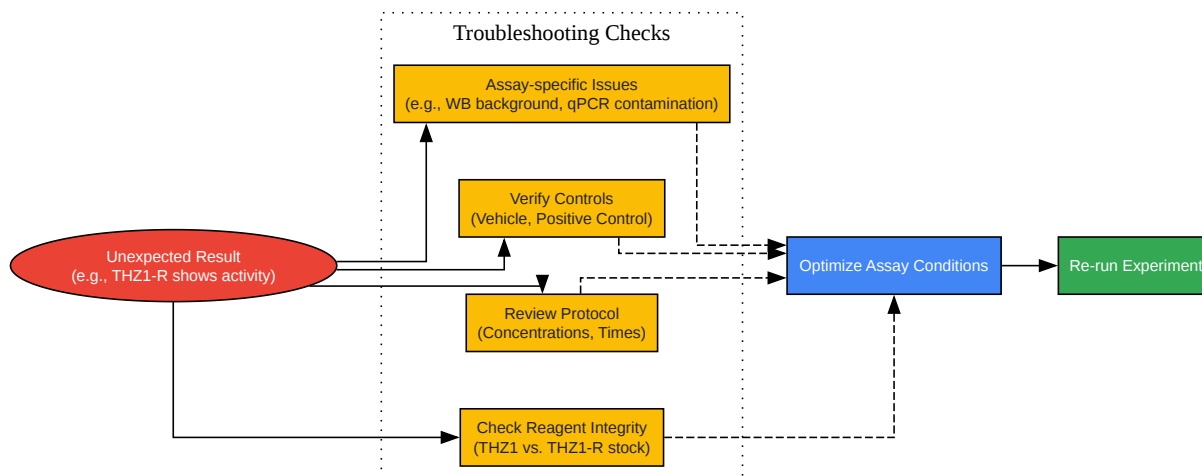 Troubleshooting Checks
Assay-specific Issues
(e.g., WB background, qPCR contamination)
Verify Controls
(Vehicle, Positive Control)
Unexpected Result
(e.g., THZ1-R shows activity)
Optimize Assay Conditions
Re-run Experiment
Review Protocol
(Concentrations, Times)
Check Reagent Integrity
(THZ1 vs. THZ1-R stock)